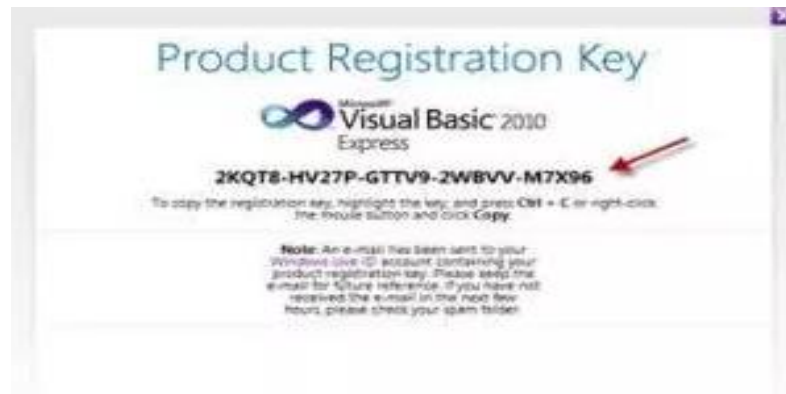 Product Registration Key
Microsoft
Visual Basic 2010
Express
2KQT8-HV27P-GTTV9-2WBVV-M7X96
To copy the registration key, highlight the key, and press Ctrl + C or right-click
the mouse button and click Copy.
Note: An e-mail has been sent to your
Windows Live ID account containing your
product registration key. Please keep the
e-mail for future reference. If you have not
received the e-mail in the next few
hours, please check your spam folder.